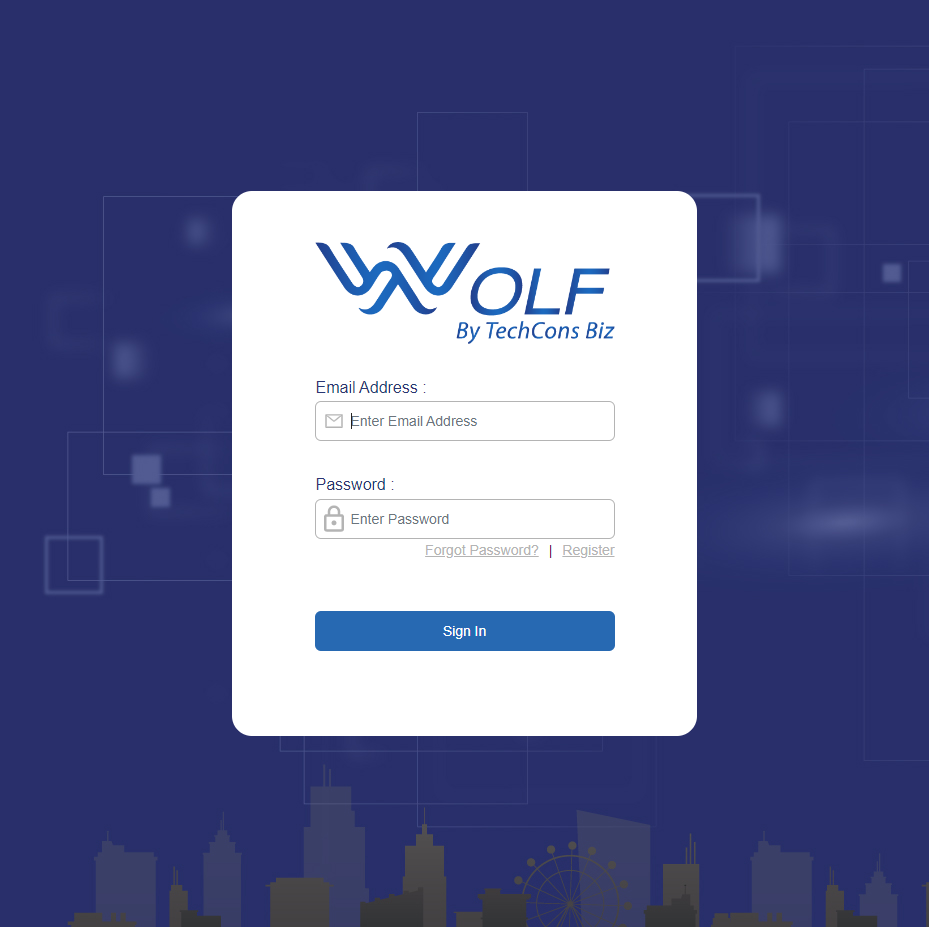 WOLF
By TechCons Biz
Email Address :
Enter Email Address
Password :
Enter Password
Forgot Password? | Register
Sign In